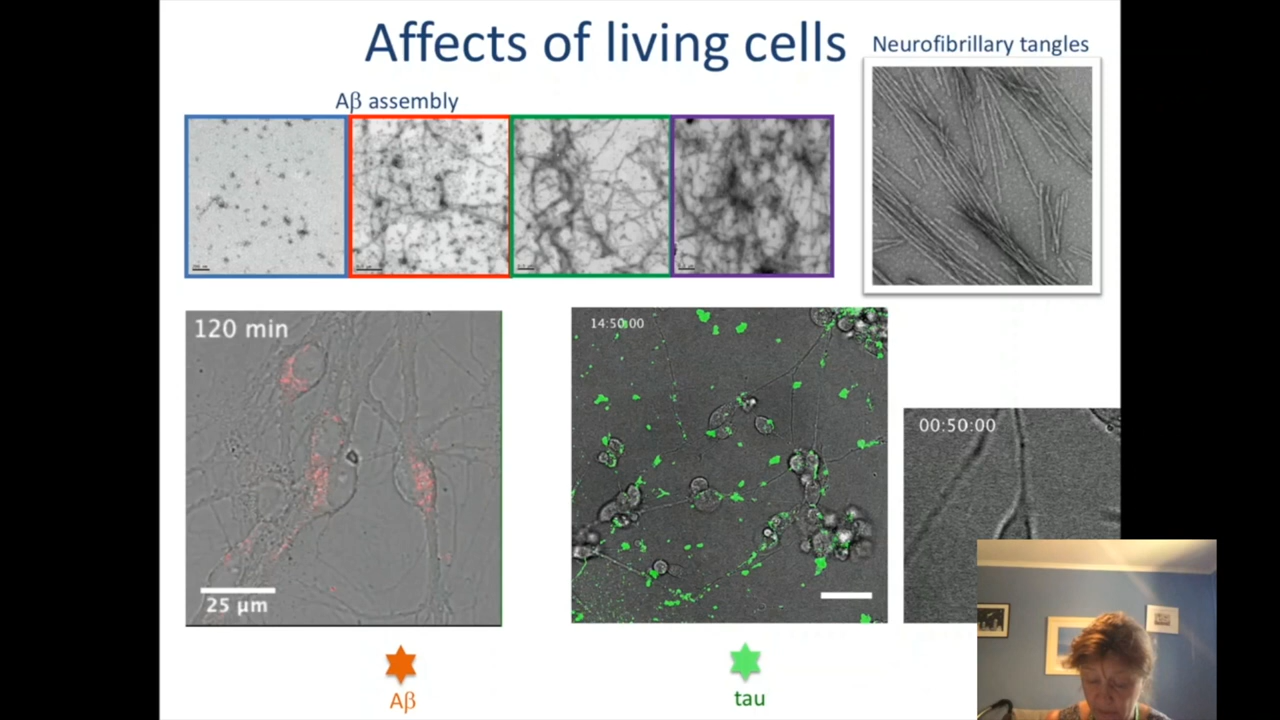 Affects of living cells
Neurofibrillary tangles
Aβ assembly
120 min
14:50:00
00:50:00
25 µm
Aβ
tau